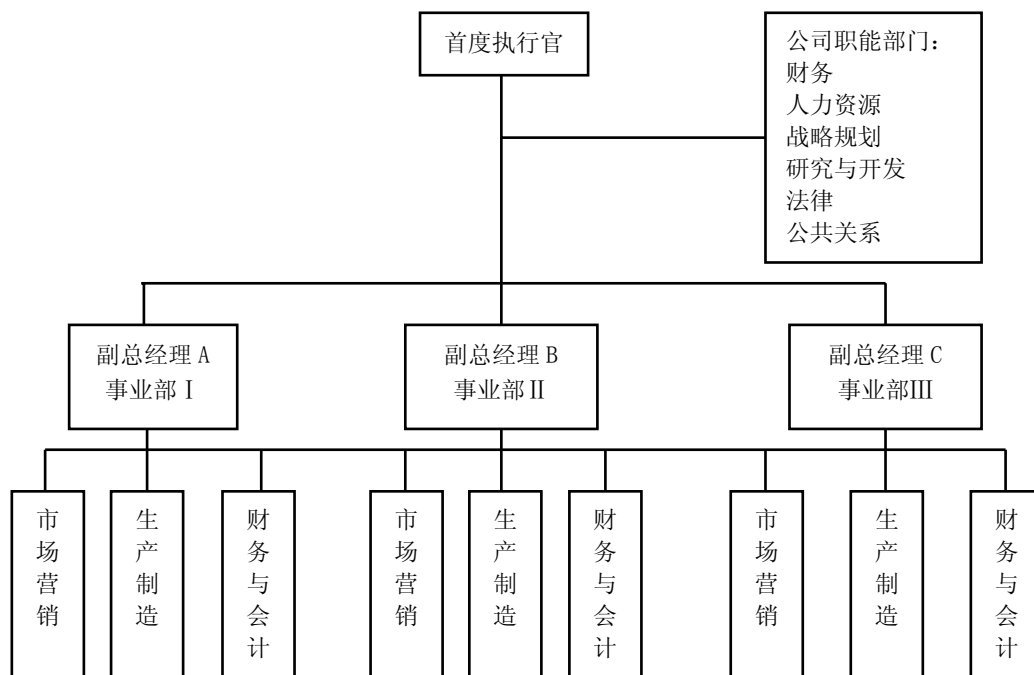 首度执行官
公司职能部门：
财务
人力资源
战略规划
研究与开发
法律
公共关系
副总经理 A
事业部 Ⅰ
副总经理 B
事业部 Ⅱ
副总经理 C
事业部Ⅲ
市场营销
生产制造
财务与会计
市场营销
生产制造
财务与会计
市场营销
生产制造
财务与会计